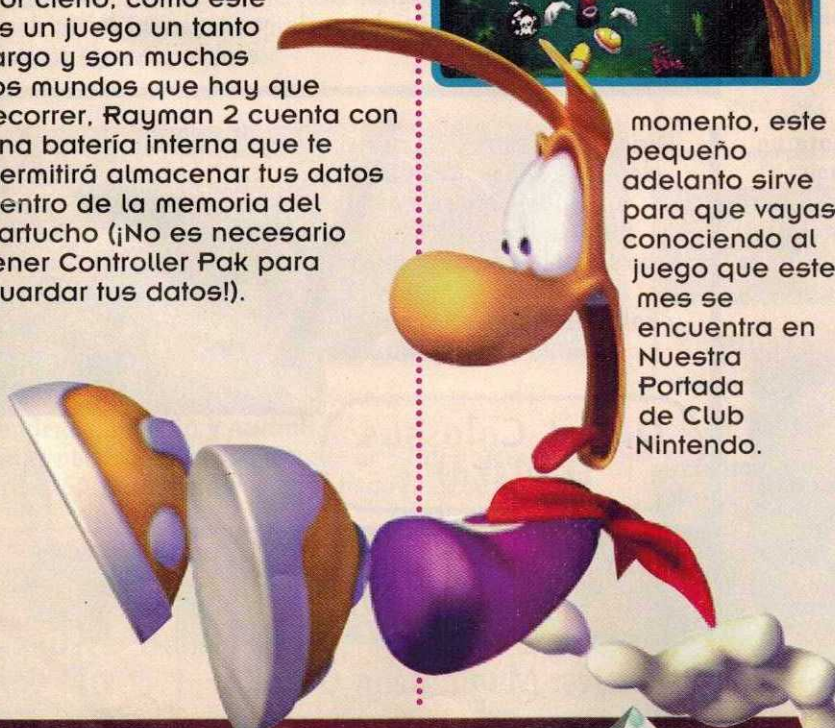 or cierto, como este
s un juego un tanto
argo y son muchos
os mundos que hay que
ecorrer, Rayman 2 cuenta con
na batería interna que te
ermitirá almacenar tus datos
entro de la memoria del
artucho (¡No es necesario
ener Controller Pak para
uardar tus datos!).
momento, este
pequeño
adelanto sirve
para que vayas
conociendo al
juego que este
mes se
encuentra en
Nuestra
Portada
de Club
Nintendo.